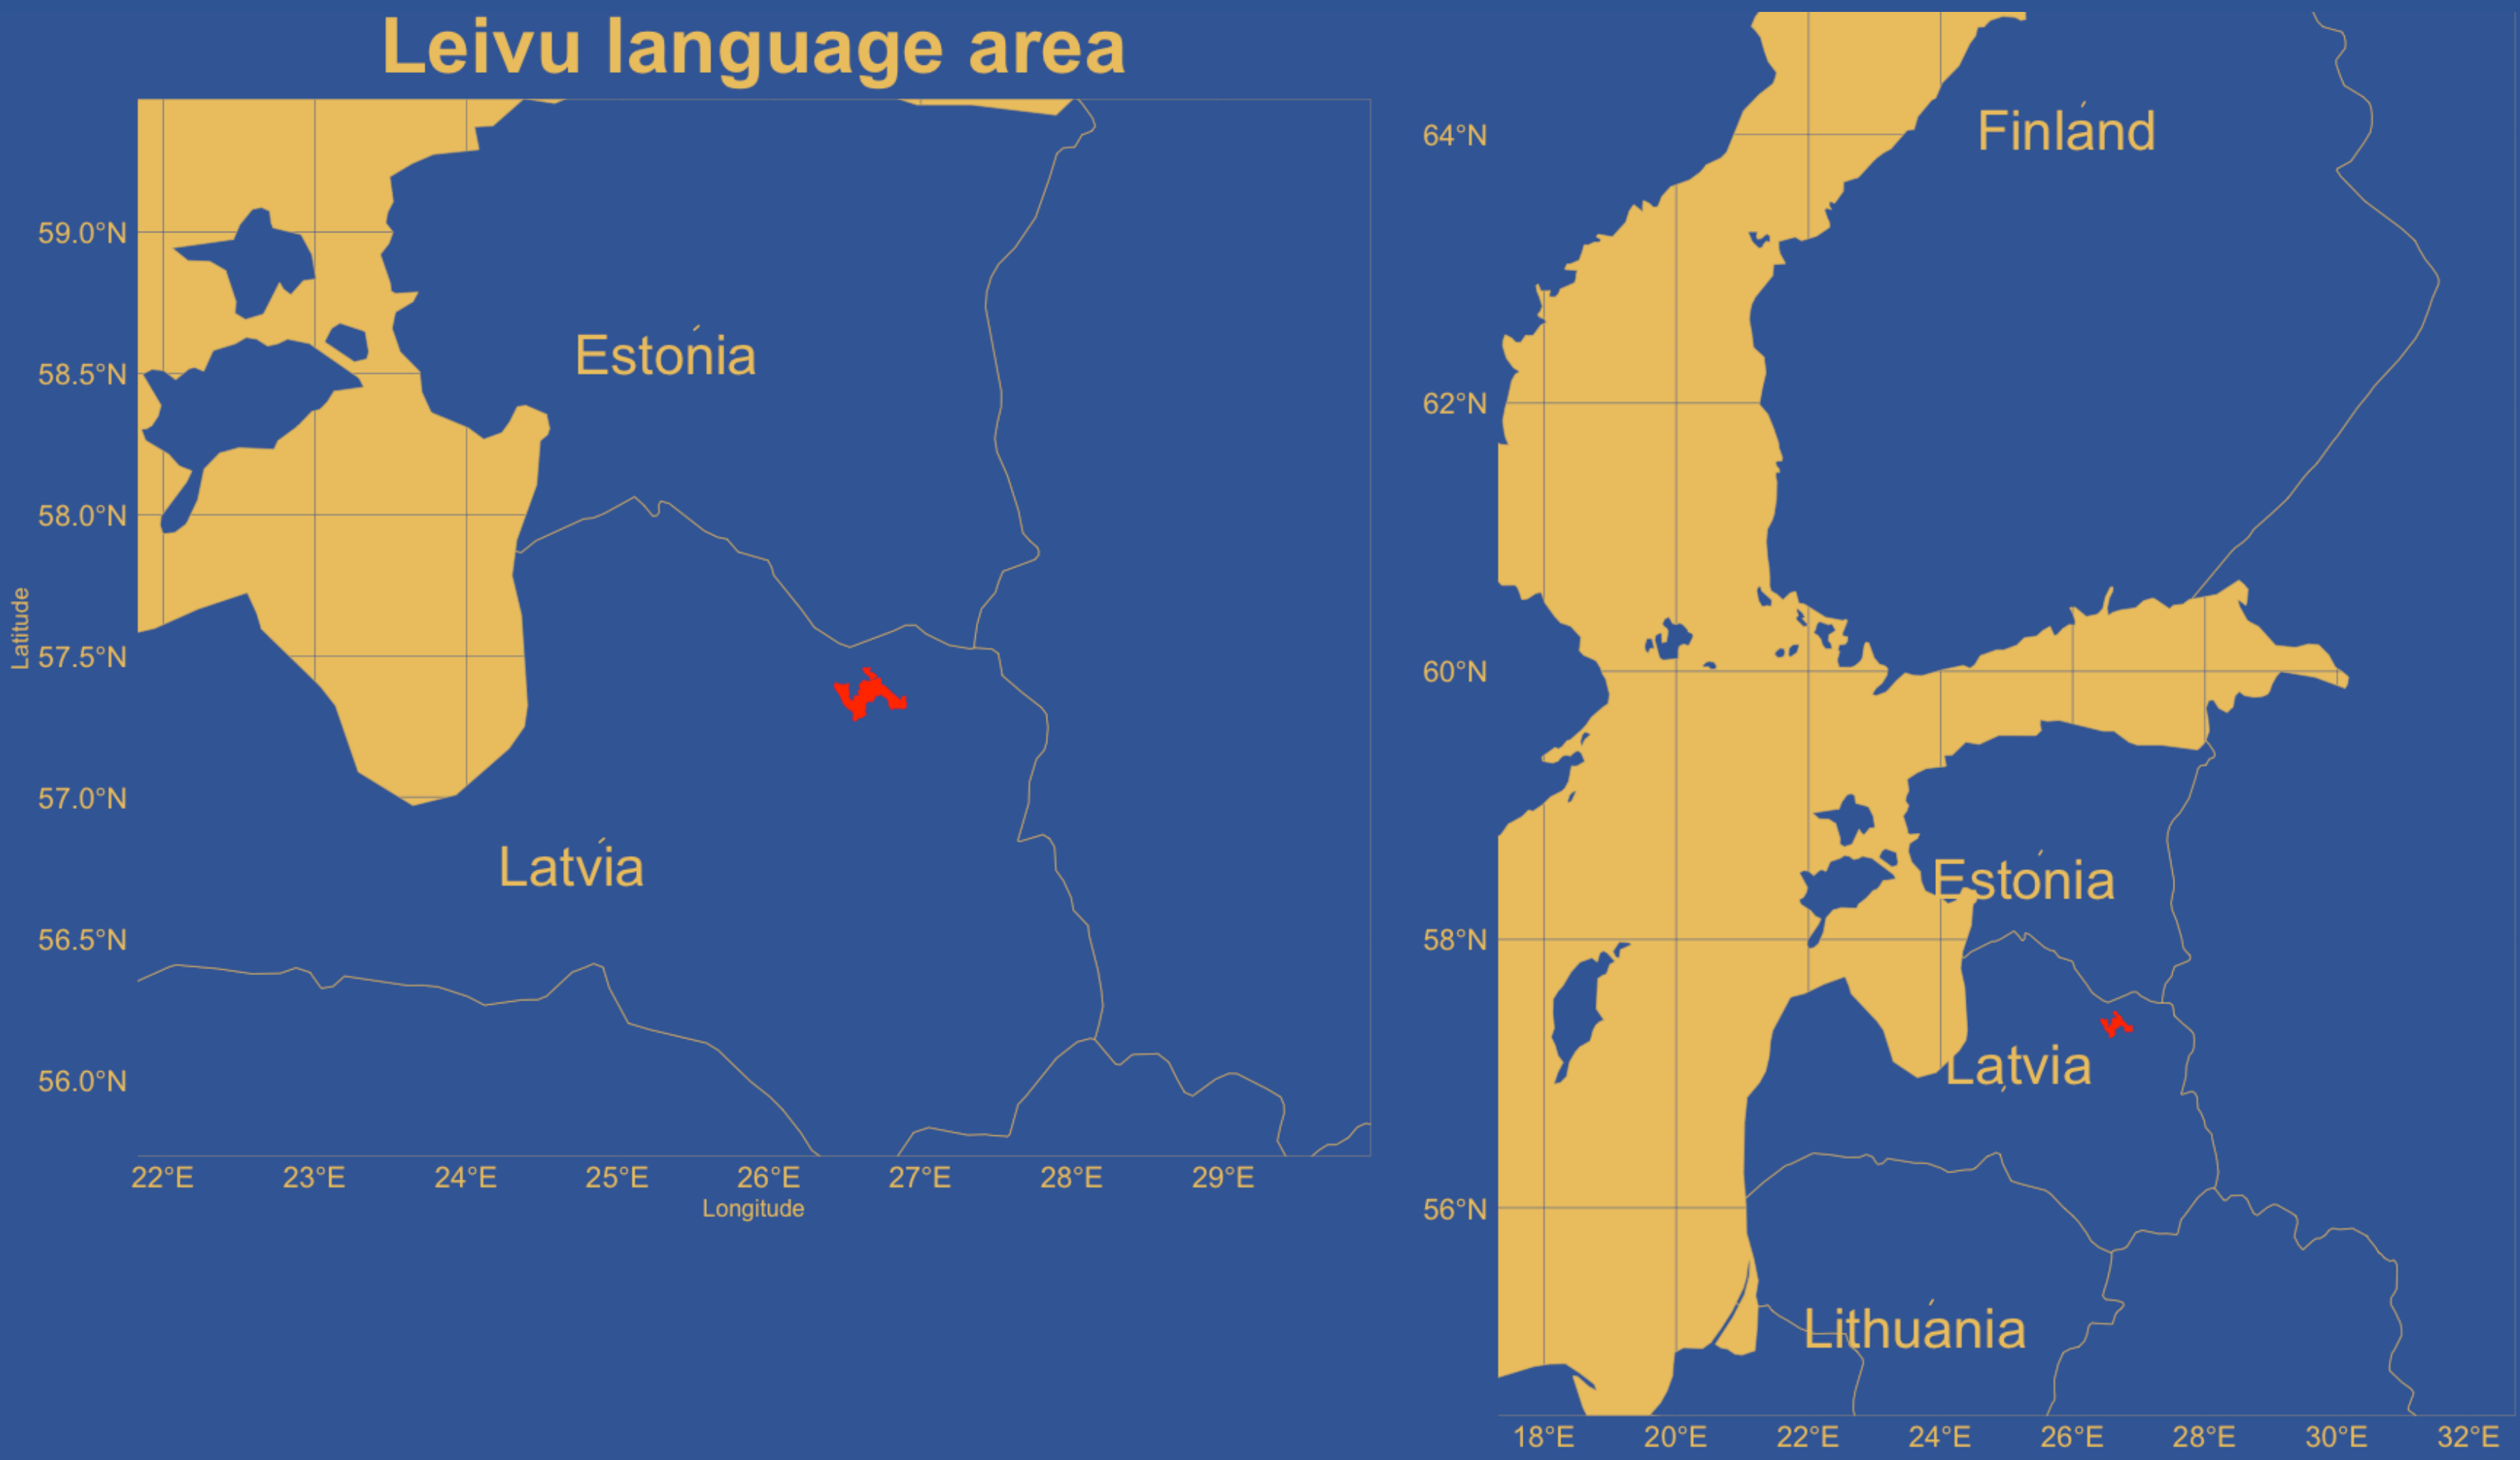 Leivu language area
59.0°N
58.5°N
58.0°N
57.5°N
57.0°N
56.5°N
56.0°N
Latitude
Estonia
Latvia
22°E 23°E 24°E 25°E 26°E 27°E 28°E 29°E
Longitude
64°N
62°N
60°N
58°N
56°N
Finland
Estonia
Latvia
Lithuania
18°E 20°E 22°E 24°E 26°E 28°E 30°E 32°E